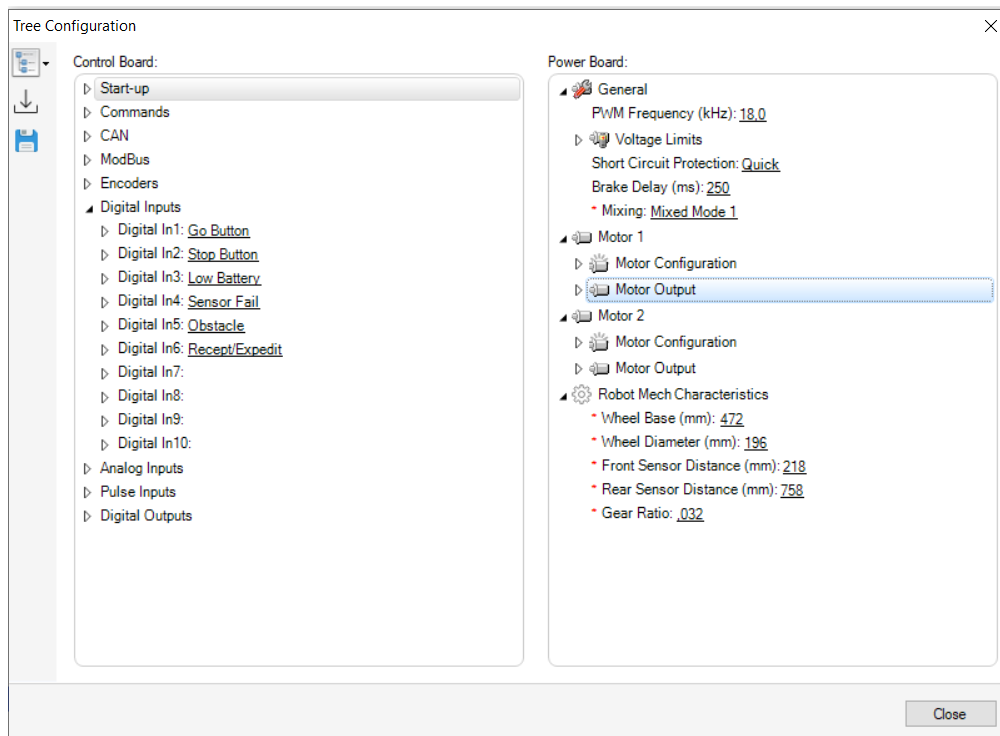 Tree Configuration
Control Board:
Start-up
Commands
CAN
ModBus
Encoders
Digital Inputs
Digital In1: Go Button
Digital In2: Stop Button
Digital In3: Low Battery
Digital In4: Sensor Fail
Digital In5: Obstacle
Digital In6: Recept/Expedit
Digital In7:
Digital In8:
Digital In9:
Digital In10:
Analog Inputs
Pulse Inputs
Digital Outputs
Power Board:
General
PWM Frequency (kHz): 18,0
Voltage Limits
Short Circuit Protection: Quick
Brake Delay (ms): 250
* Mixing: Mixed Mode 1
Motor 1
Motor Configuration
Motor Output
Motor 2
Motor Configuration
Motor Output
Robot Mech Characteristics
* Wheel Base (mm): 472
* Wheel Diameter (mm): 196
* Front Sensor Distance (mm): 218
* Rear Sensor Distance (mm): 758
* Gear Ratio: ,032
Close